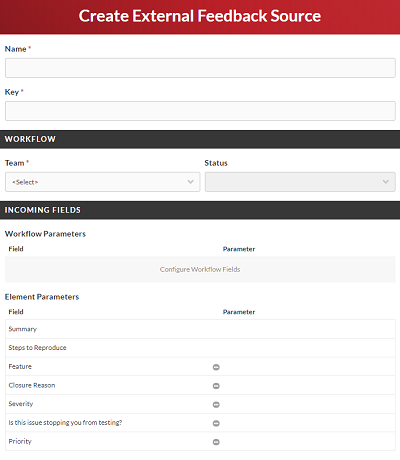 Create External Feedback Source
Name *
Key *
WORKFLOW
Team * Status
<Select>
INCOMING FIELDS
Workflow Parameters
Field Parameter
Configure Workflow Fields
Element Parameters
Field Parameter
Summary
Steps to Reproduce
Feature
Closure Reason
Severity
Is this issue stopping you from testing?
Priority